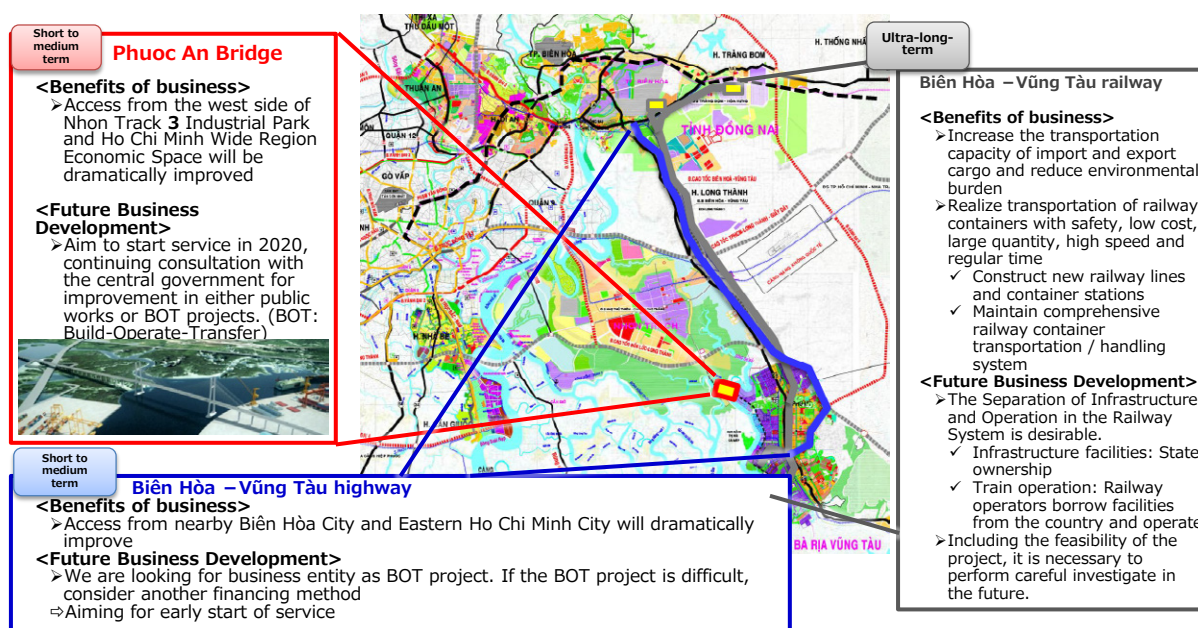 Short to
medium
term
Phuoc An Bridge
<Benefits of business>
➢Access from the west side of
Nhon Track 3 Industrial Park
and Ho Chi Minh Wide Region
Economic Space will be
dramatically improved
<Future Business
Development>
➢Aim to start service in 2020,
continuing consultation with
the central government for
improvement in either public
works or BOT projects. (BOT:
Build-Operate-Transfer)
THỦ DẦU MỘT
TP. BIÊN HÒA
H. THỐNG NHẤ
H. TRẢNG BOM
THUẬN AN
DĨ AN
QUẬN 12
GÒ VẤP
QUẬN 9
TỈNH ĐỒNG NAI
H. LONG THÀNH
H. NHÀ BÈ
BÀ RỊA VŨNG TÀU
Ultra-long-
term
Biên Hòa –Vũng Tàu railway
<Benefits of business>
➢Increase the transportation
capacity of import and export
cargo and reduce environmental
burden
➢Realize transportation of railway
containers with safety, low cost,
large quantity, high speed and
regular time
✓ Construct new railway lines
and container stations
✓ Maintain comprehensive
railway container
transportation / handling
system
<Future Business Development>
➢The Separation of Infrastructure
and Operation in the Railway
System is desirable.
✓ Infrastructure facilities: State
ownership
✓ Train operation: Railway
operators borrow facilities
from the country and operate
➢Including the feasibility of the
project, it is necessary to
perform careful investigate in
the future.
Short to
medium
term
Biên Hòa –Vũng Tàu highway
<Benefits of business>
➢Access from nearby Biên Hòa City and Eastern Ho Chi Minh City will dramatically
improve
<Future Business Development>
➢We are looking for business entity as BOT project. If the BOT project is difficult,
consider another financing method
⇨Aiming for early start of service